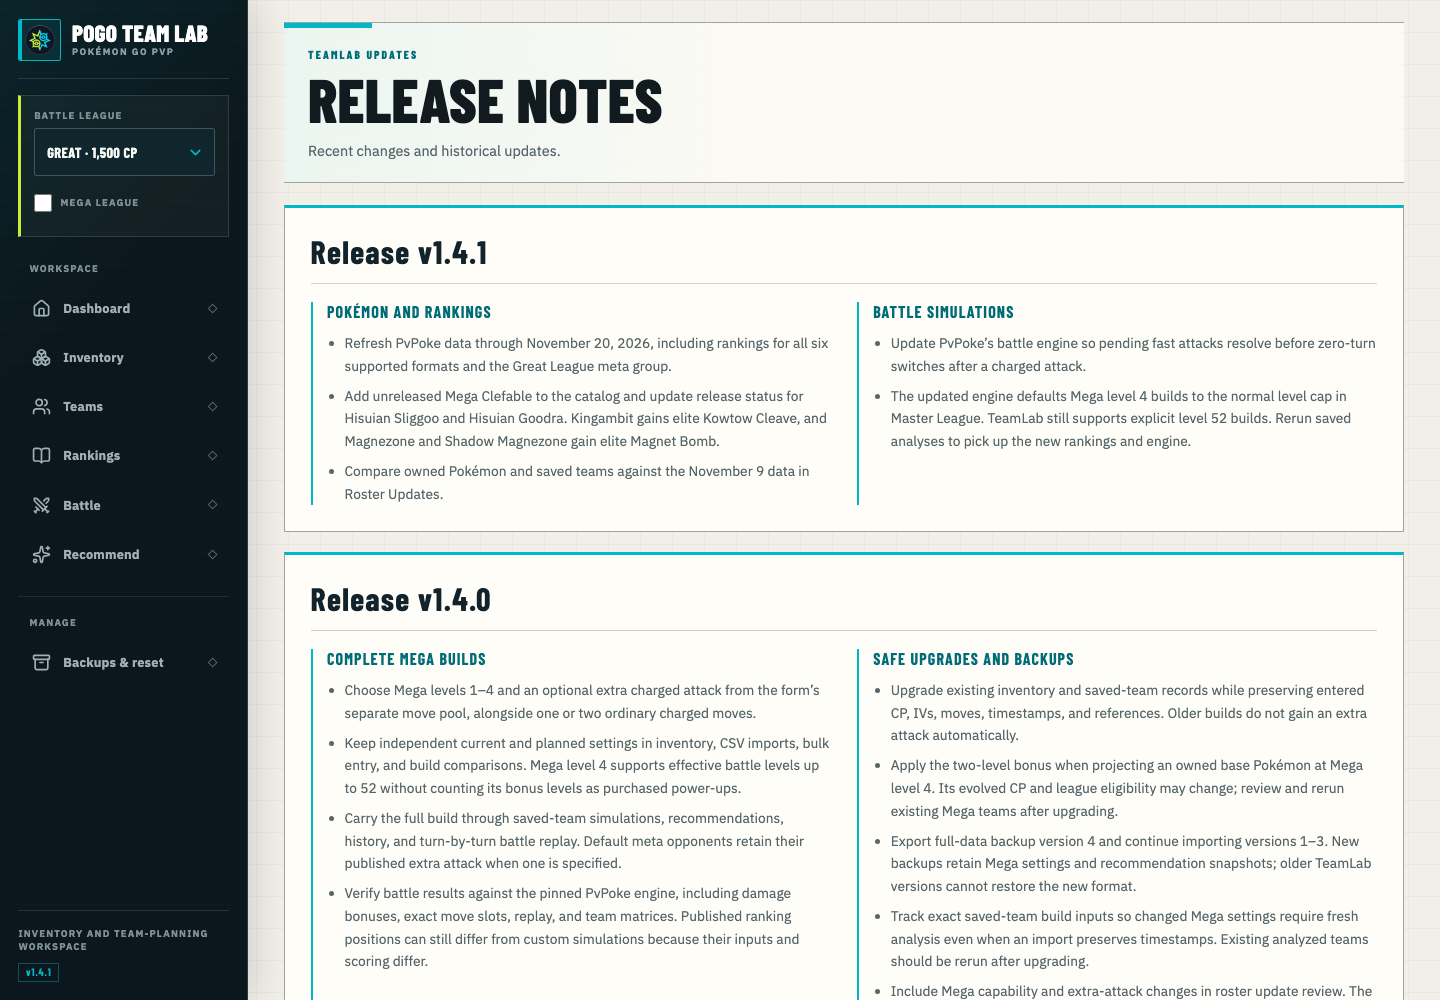 POGO TEAM LAB
POKÉMON GO PVP
BATTLE LEAGUE
GREAT · 1,500 CP
MEGA LEAGUE
WORKSPACE
Dashboard
Inventory
Teams
Rankings
Battle
Recommend
MANAGE
Backups & reset
INVENTORY AND TEAM-PLANNING
WORKSPACE
v1.4.1
TEAMLAB UPDATES
RELEASE NOTES
Recent changes and historical updates.
Release v1.4.1
POKÉMON AND RANKINGS
• Refresh PvPoke data through November 20, 2026, including rankings for all six
supported formats and the Great League meta group.
• Add unreleased Mega Clefable to the catalog and update release status for
Hisuian Sliggoo and Hisuian Goodra. Kingambit gains elite Kowtow Cleave, and
Magnezone and Shadow Magnezone gain elite Magnet Bomb.
• Compare owned Pokémon and saved teams against the November 9 data in
Roster Updates.
BATTLE SIMULATIONS
• Update PvPoke’s battle engine so pending fast attacks resolve before zero-turn
switches after a charged attack.
• The updated engine defaults Mega level 4 builds to the normal level cap in
Master League. TeamLab still supports explicit level 52 builds. Rerun saved
analyses to pick up the new rankings and engine.
Release v1.4.0
COMPLETE MEGA BUILDS
• Choose Mega levels 1–4 and an optional extra charged attack from the form’s
separate move pool, alongside one or two ordinary charged moves.
• Keep independent current and planned settings in inventory, CSV imports, bulk
entry, and build comparisons. Mega level 4 supports effective battle levels up
to 52 without counting its bonus levels as purchased power-ups.
• Carry the full build through saved-team simulations, recommendations,
history, and turn-by-turn battle replay. Default meta opponents retain their
published extra attack when one is specified.
• Verify battle results against the pinned PvPoke engine, including damage
bonuses, exact move slots, replay, and team matrices. Published ranking
positions can still differ from custom simulations because their inputs and
scoring differ.
SAFE UPGRADES AND BACKUPS
• Upgrade existing inventory and saved-team records while preserving entered
CP, IVs, moves, timestamps, and references. Older builds do not gain an extra
attack automatically.
• Apply the two-level bonus when projecting an owned base Pokémon at Mega
level 4. Its evolved CP and league eligibility may change; review and rerun
existing Mega teams after upgrading.
• Export full-data backup version 4 and continue importing versions 1–3. New
backups retain Mega settings and recommendation snapshots; older TeamLab
versions cannot restore the new format.
• Track exact saved-team build inputs so changed Mega settings require fresh
analysis even when an import preserves timestamps. Existing analyzed teams
should be rerun after upgrading.
• Include Mega capability and extra-attack changes in roster update review. The